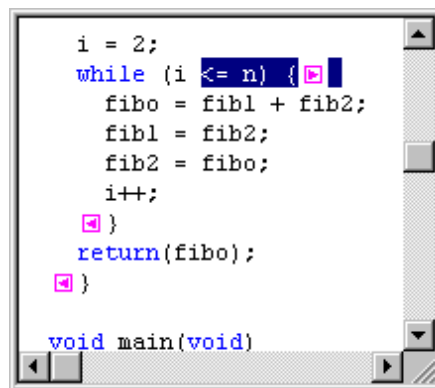 i = 2;
while (i <= n) {
fibo = fib1 + fib2;
fib1 = fib2;
fib2 = fibo;
i++;
}
return(fibo);
}
void main(void)